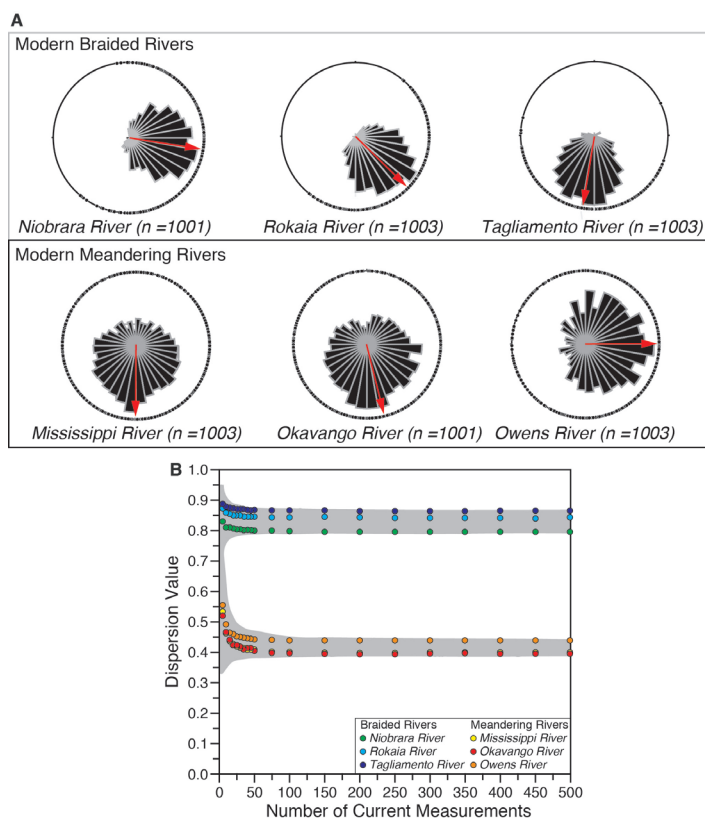 A
Modern Braided Rivers
Niobrara River (n =1001)
Rokaia River (n =1003)
Tagliamento River (n =1003)
Modern Meandering Rivers
Mississippi River (n =1003)
Okavango River (n =1001)
Owens River (n =1003)
B
1.0
0.9
0.8
0.7
0.6
0.5
0.4
0.3
0.2
0.1
0.0
Dispersion Value
Braided Rivers
Niobrara River
Rokaia River
Tagliamento River
Meandering Rivers
Mississippi River
Okavango River
Owens River
0 50 100 150 200 250 300 350 400 450 500
Number of Current Measurements